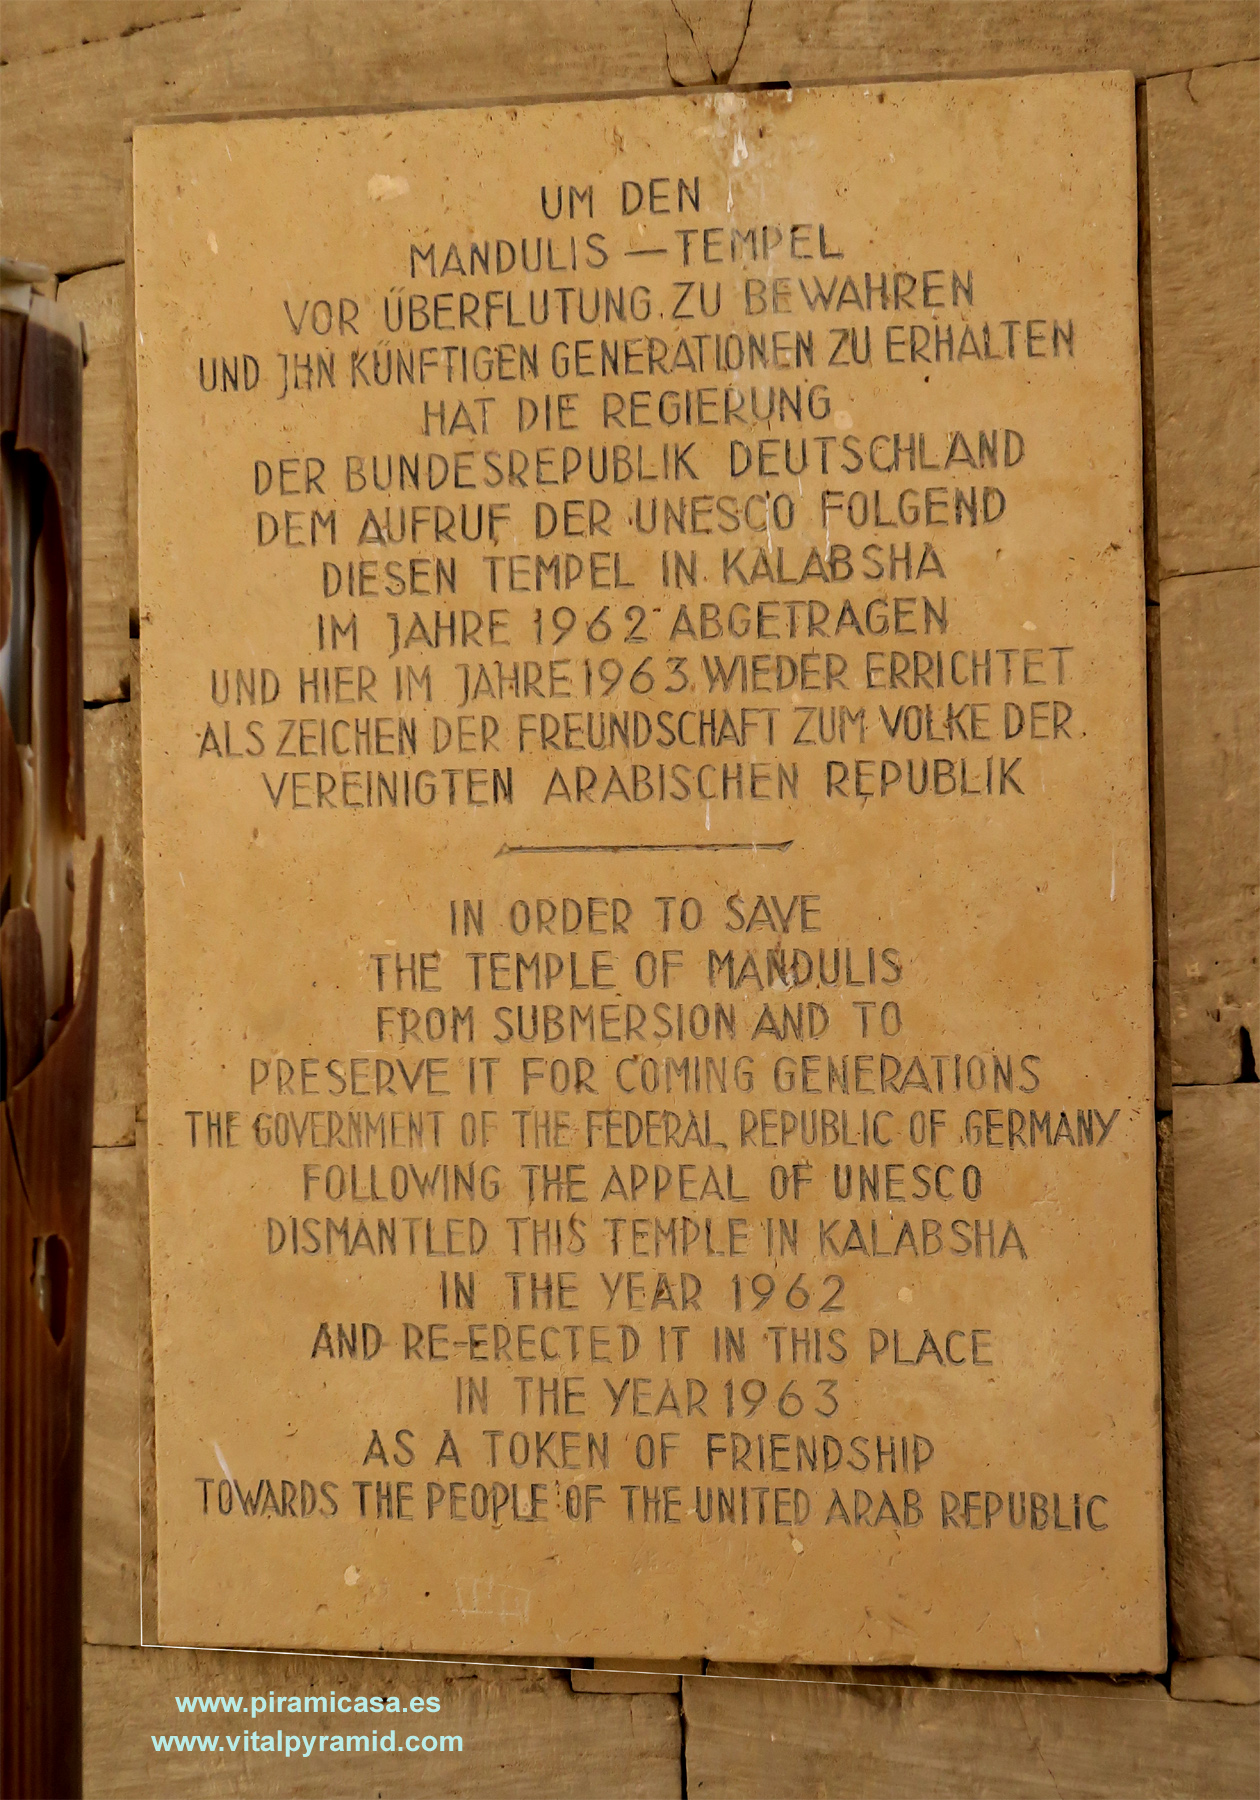 UM DEN
MANDULIS — TEMPEL
VOR ÜBERFLUTUNG ZU BEWAHREN
UND JHN KÜNFTIGEN GENERATIONEN ZU ERHALTEN
HAT DIE REGIERUNG
DER BUNDESREPUBLIK DEUTSCHLAND
DEM AUFRUF DER UNESCO FOLGEND
DIESEN TEMPEL IN KALABSHA
IM JAHRE 1962 ABGETRAGEN
UND HIER IM JAHRE 1963 WIEDER ERRICHTET
ALS ZEICHEN DER FREUNDSCHAFT ZUM VOLKE DER
VEREINIGTEN ARABISCHEN REPUBLIK
IN ORDER TO SAVE
THE TEMPLE OF MANDULIS
FROM SUBMERSION AND TO
PRESERVE IT FOR COMING GENERATIONS
THE GOVERNMENT OF THE FEDERAL REPUBLIC OF GERMANY
FOLLOWING THE APPEAL OF UNESCO
DISMANTLED THIS TEMPLE IN KALABSHA
IN THE YEAR 1962
AND RE-ERECTED IT IN THIS PLACE
IN THE YEAR 1963
AS A TOKEN OF FRIENDSHIP
TOWARDS THE PEOPLE OF THE UNITED ARAB REPUBLIC
www.piramicasa.es
www.vitalpyramid.com